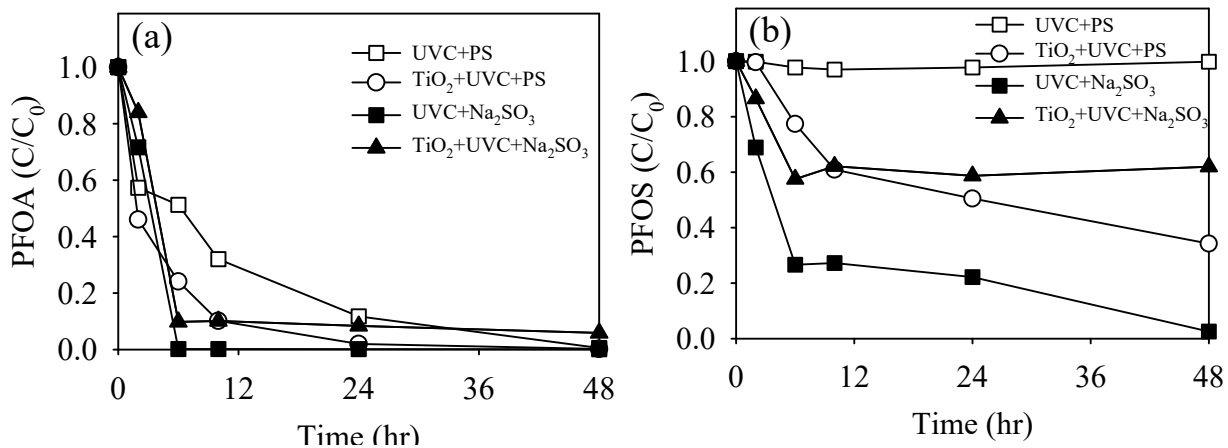 (a)
UVC+PS
TiO₂+UVC+PS
UVC+Na₂SO₃
TiO₂+UVC+Na₂SO₃
PFOA (C/C₀)
1.0
0.8
0.6
0.4
0.2
0.0
0 12 24 36 48
Time (hr)
(b)
UVC+PS
TiO₂+UVC+PS
UVC+Na₂SO₃
TiO₂+UVC+Na₂SO₃
PFOS (C/C₀)
1.0
0.8
0.6
0.4
0.2
0.0
0 12 24 36 48
Time (hr)